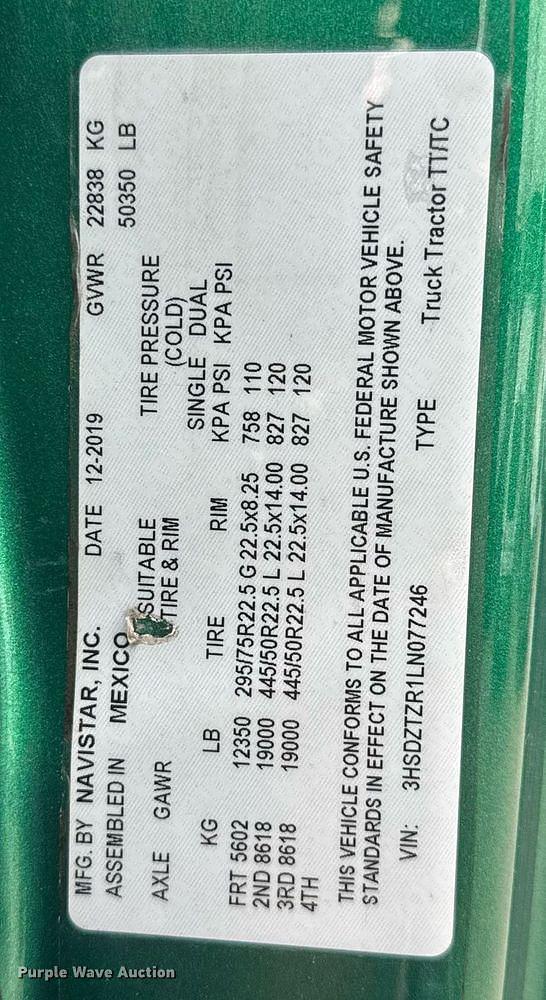 MFG. BY NAVISTAR, INC. DATE 12-2019 GVWR 22838 KG
ASSEMBLED IN MEXICO 50350 LB
SUITABLE TIRE PRESSURE
AXLE GAWR TIRE & RIM (COLD)
SINGLE DUAL
KG LB TIRE RIM KPA PSI KPA PSI
FRT 5602 12350 295/75R22.5 G 22.5x8.25 758 110
2ND 8618 19000 445/50R22.5 L 22.5x14.00 827 120
3RD 8618 19000 445/50R22.5 L 22.5x14.00 827 120
4TH
THIS VEHICLE CONFORMS TO ALL APPLICABLE U.S. FEDERAL MOTOR VEHICLE SAFETY
STANDARDS IN EFFECT ON THE DATE OF MANUFACTURE SHOWN ABOVE.
VIN: 3HSDZTZR1LN077246 TYPE Truck Tractor TT/TC
Purple Wave Auction